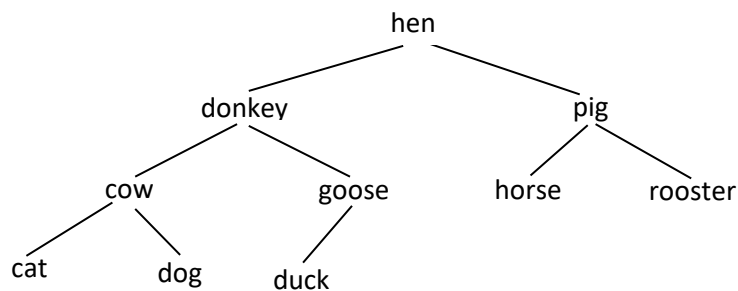 hen
donkey pig
cow goose horse rooster
cat dog duck